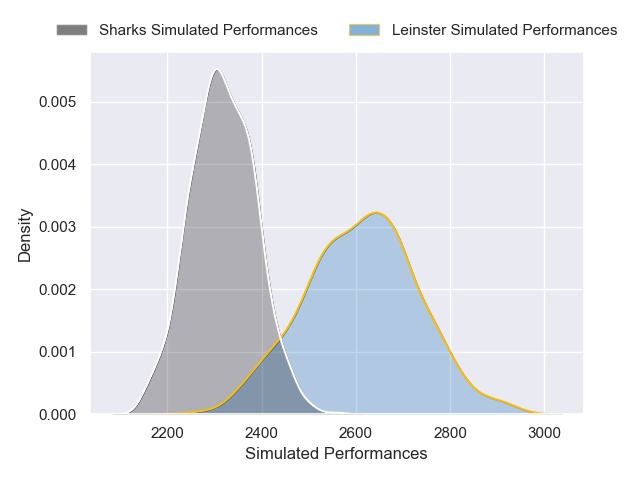 Sharks Simulated Performances
Leinster Simulated Performances
Density
0.005
0.004
0.003
0.002
0.001
0.000
2200
2400
2600
2800
3000
Simulated Performances